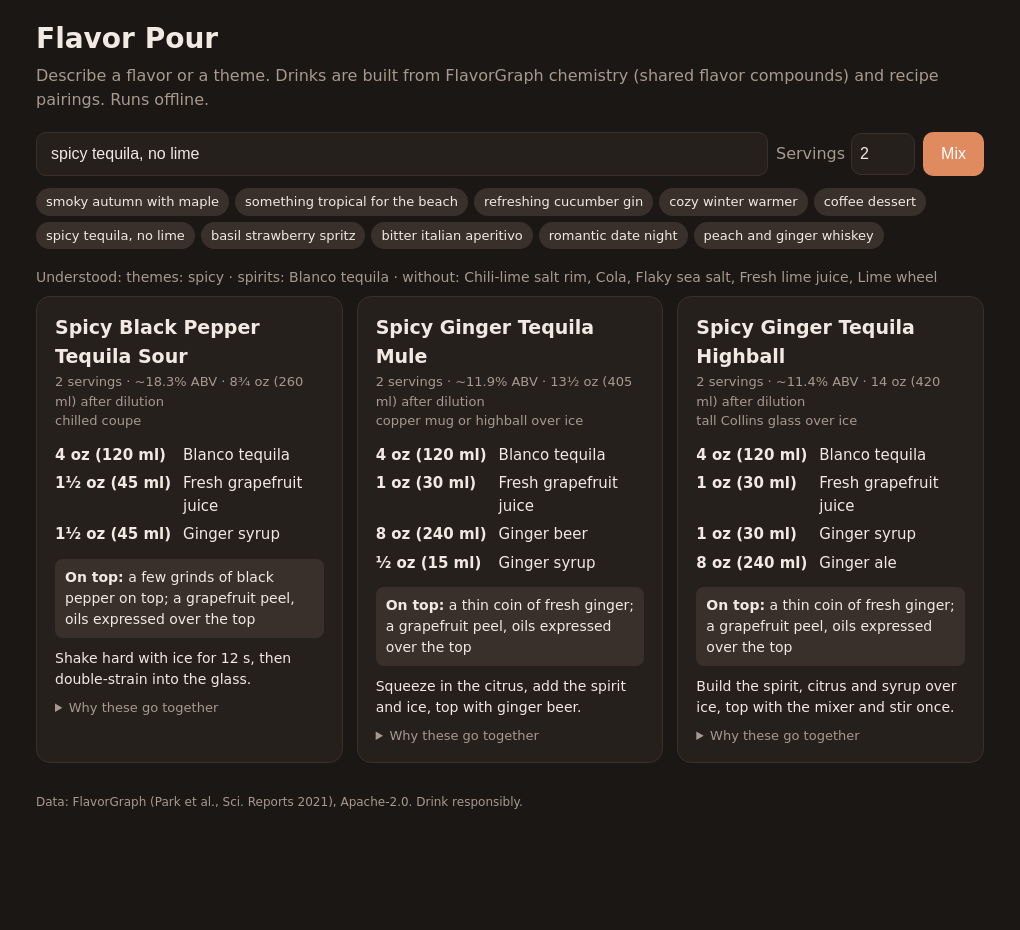 Flavor Pour
Describe a flavor or a theme. Drinks are built from FlavorGraph chemistry (shared flavor compounds) and recipe
pairings. Runs offline.
spicy tequila, no lime
Servings 2 Mix
smoky autumn with maple
something tropical for the beach
refreshing cucumber gin
cozy winter warmer
coffee dessert
spicy tequila, no lime
basil strawberry spritz
bitter italian aperitivo
romantic date night
peach and ginger whiskey
Understood: themes: spicy · spirits: Blanco tequila · without: Chili-lime salt rim, Cola, Flaky sea salt, Fresh lime juice, Lime wheel
Spicy Black Pepper
Tequila Sour
2 servings · ~18.3% ABV · 8¾ oz (260
ml) after dilution
chilled coupe
4 oz (120 ml) Blanco tequila
1½ oz (45 ml) Fresh grapefruit
juice
1½ oz (45 ml) Ginger syrup
On top: a few grinds of black
pepper on top; a grapefruit peel,
oils expressed over the top
Shake hard with ice for 12 s, then
double-strain into the glass.
▶ Why these go together
Spicy Ginger Tequila
Mule
2 servings · ~11.9% ABV · 13½ oz (405
ml) after dilution
copper mug or highball over ice
4 oz (120 ml) Blanco tequila
1 oz (30 ml) Fresh grapefruit
juice
8 oz (240 ml) Ginger beer
½ oz (15 ml) Ginger syrup
On top: a thin coin of fresh ginger;
a grapefruit peel, oils expressed
over the top
Squeeze in the citrus, add the spirit
and ice, top with ginger beer.
▶ Why these go together
Spicy Ginger Tequila
Highball
2 servings · ~11.4% ABV · 14 oz (420
ml) after dilution
tall Collins glass over ice
4 oz (120 ml) Blanco tequila
1 oz (30 ml) Fresh grapefruit
juice
1 oz (30 ml) Ginger syrup
8 oz (240 ml) Ginger ale
On top: a thin coin of fresh ginger;
a grapefruit peel, oils expressed
over the top
Build the spirit, citrus and syrup over
ice, top with the mixer and stir once.
▶ Why these go together
Data: FlavorGraph (Park et al., Sci. Reports 2021), Apache-2.0. Drink responsibly.